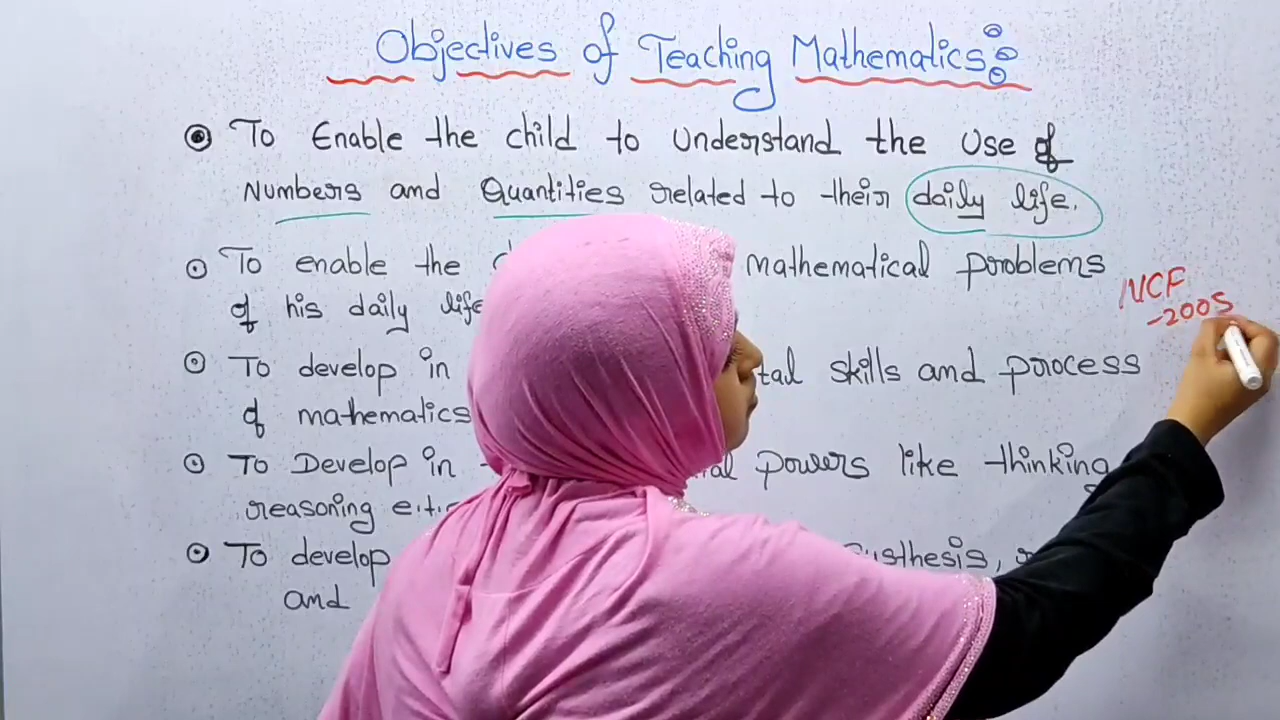 Objectives of Teaching Mathematics:
To Enable the child to Understand the Use of
Numbers and Quantities related to their daily life.
To enable the mathematical problems
of his daily life
NCF
-2005
To develop in skills and process
of mathematics
To Develop in powers like thinking
reasoning
To develop
and